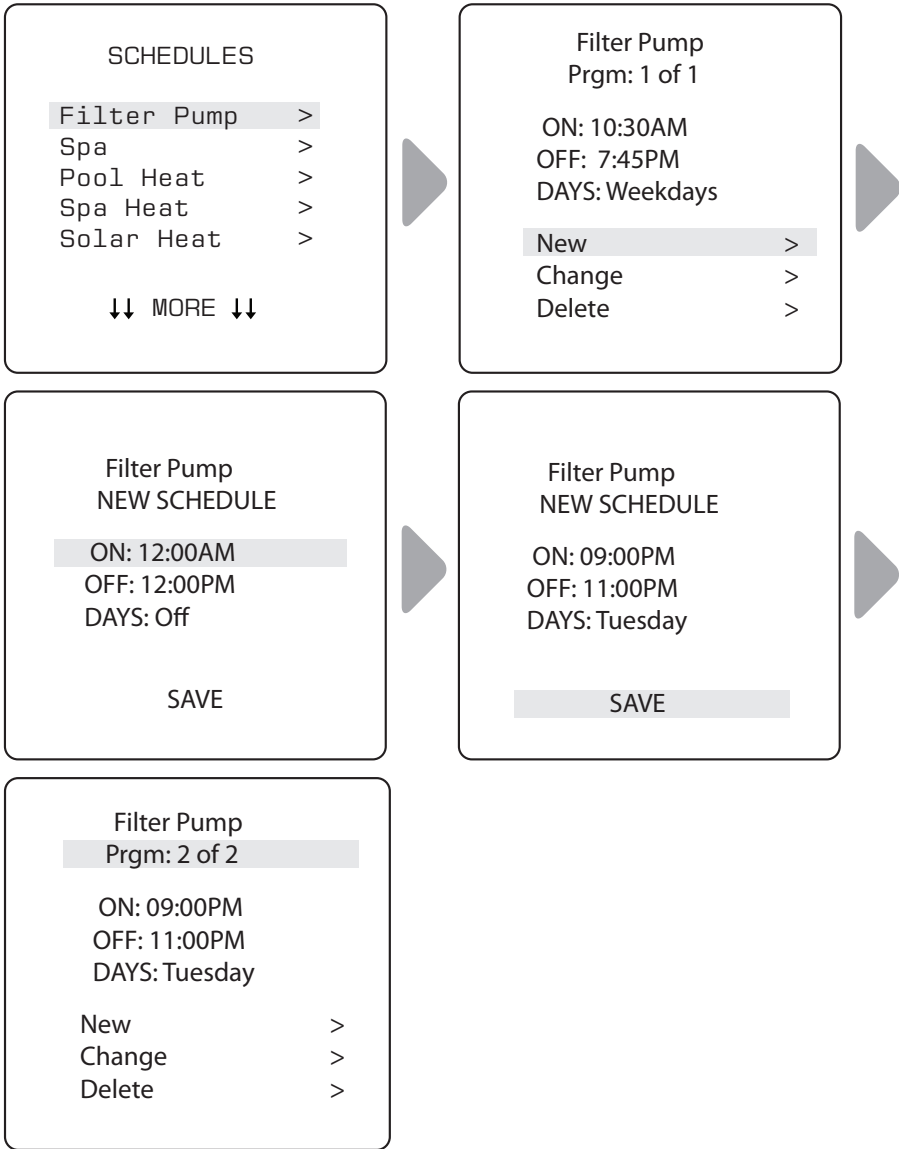 SCHEDULES
Filter Pump >
Spa >
Pool Heat >
Spa Heat >
Solar Heat >
↓↓ MORE ↓↓
Filter Pump
Prgm: 1 of 1
ON: 10:30AM
OFF: 7:45PM
DAYS: Weekdays
New >
Change >
Delete >
Filter Pump
NEW SCHEDULE
ON: 12:00AM
OFF: 12:00PM
DAYS: Off
SAVE
Filter Pump
NEW SCHEDULE
ON: 09:00PM
OFF: 11:00PM
DAYS: Tuesday
SAVE
Filter Pump
Prgm: 2 of 2
ON: 09:00PM
OFF: 11:00PM
DAYS: Tuesday
New >
Change >
Delete >